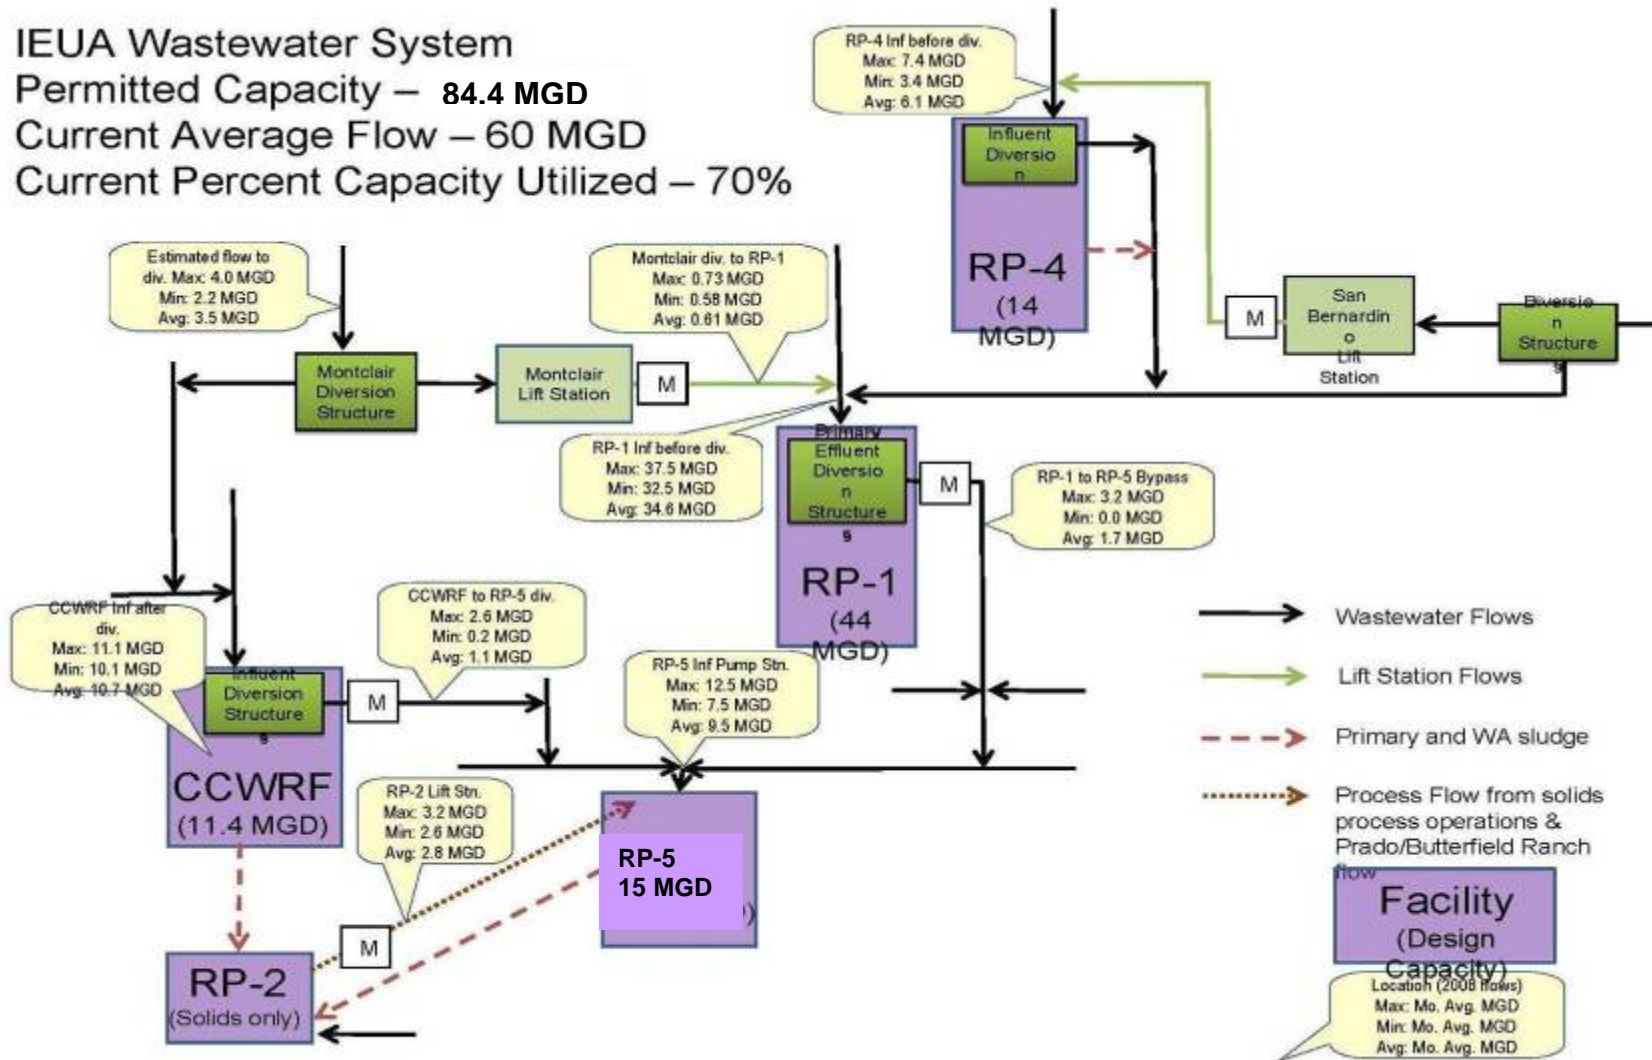 IEUA Wastewater System
Permitted Capacity – 84.4 MGD
Current Average Flow – 60 MGD
Current Percent Capacity Utilized – 70%
RP-4 Inf before div.
Max: 7.4 MGD
Min: 3.4 MGD
Avg: 6.1 MGD
Influent
Diversio
n
RP-4
(14
MGD)
Estimated flow to
div. Max: 4.0 MGD
Min: 2.2 MGD
Avg: 3.5 MGD
Montclair div. to RP-1
Max: 0.73 MGD
Min: 0.58 MGD
Avg: 0.61 MGD
M
San
Bernardin
o
Lift
Station
Diversio
n
Structure
s
Montclair
Diversion
Structure
Montclair
Lift Station
M
RP-1 Inf before div.
Max: 37.5 MGD
Min: 32.5 MGD
Avg: 34.6 MGD
Primary
Effluent
Diversio
n
Structure
s
M
RP-1 to RP-5 Bypass
Max: 3.2 MGD
Min: 0.0 MGD
Avg: 1.7 MGD
RP-1
(44
MGD)
CCWRF Inf after
div.
Max: 11.1 MGD
Min: 10.1 MGD
Avg: 10.7 MGD
CCWRF to RP-5 div.
Max: 2.6 MGD
Min: 0.2 MGD
Avg: 1.1 MGD
RP-5 Inf Pump Stn.
Max: 12.5 MGD
Min: 7.5 MGD
Avg: 9.5 MGD
Influent
Diversion
Structure
s
M
CCWRF
(11.4 MGD)
RP-2 Lift Stn.
Max: 3.2 MGD
Min: 2.6 MGD
Avg: 2.8 MGD
RP-5
15 MGD
)
M
RP-2
(Solids only)
Wastewater Flows
Lift Station Flows
Primary and WA sludge
Process Flow from solids
process operations &
Prado/Butterfield Ranch
flow
Facility
(Design
Capacity)
Location (2008 flows)
Max: Mo. Avg. MGD
Min: Mo. Avg. MGD
Avg: Mo. Avg. MGD